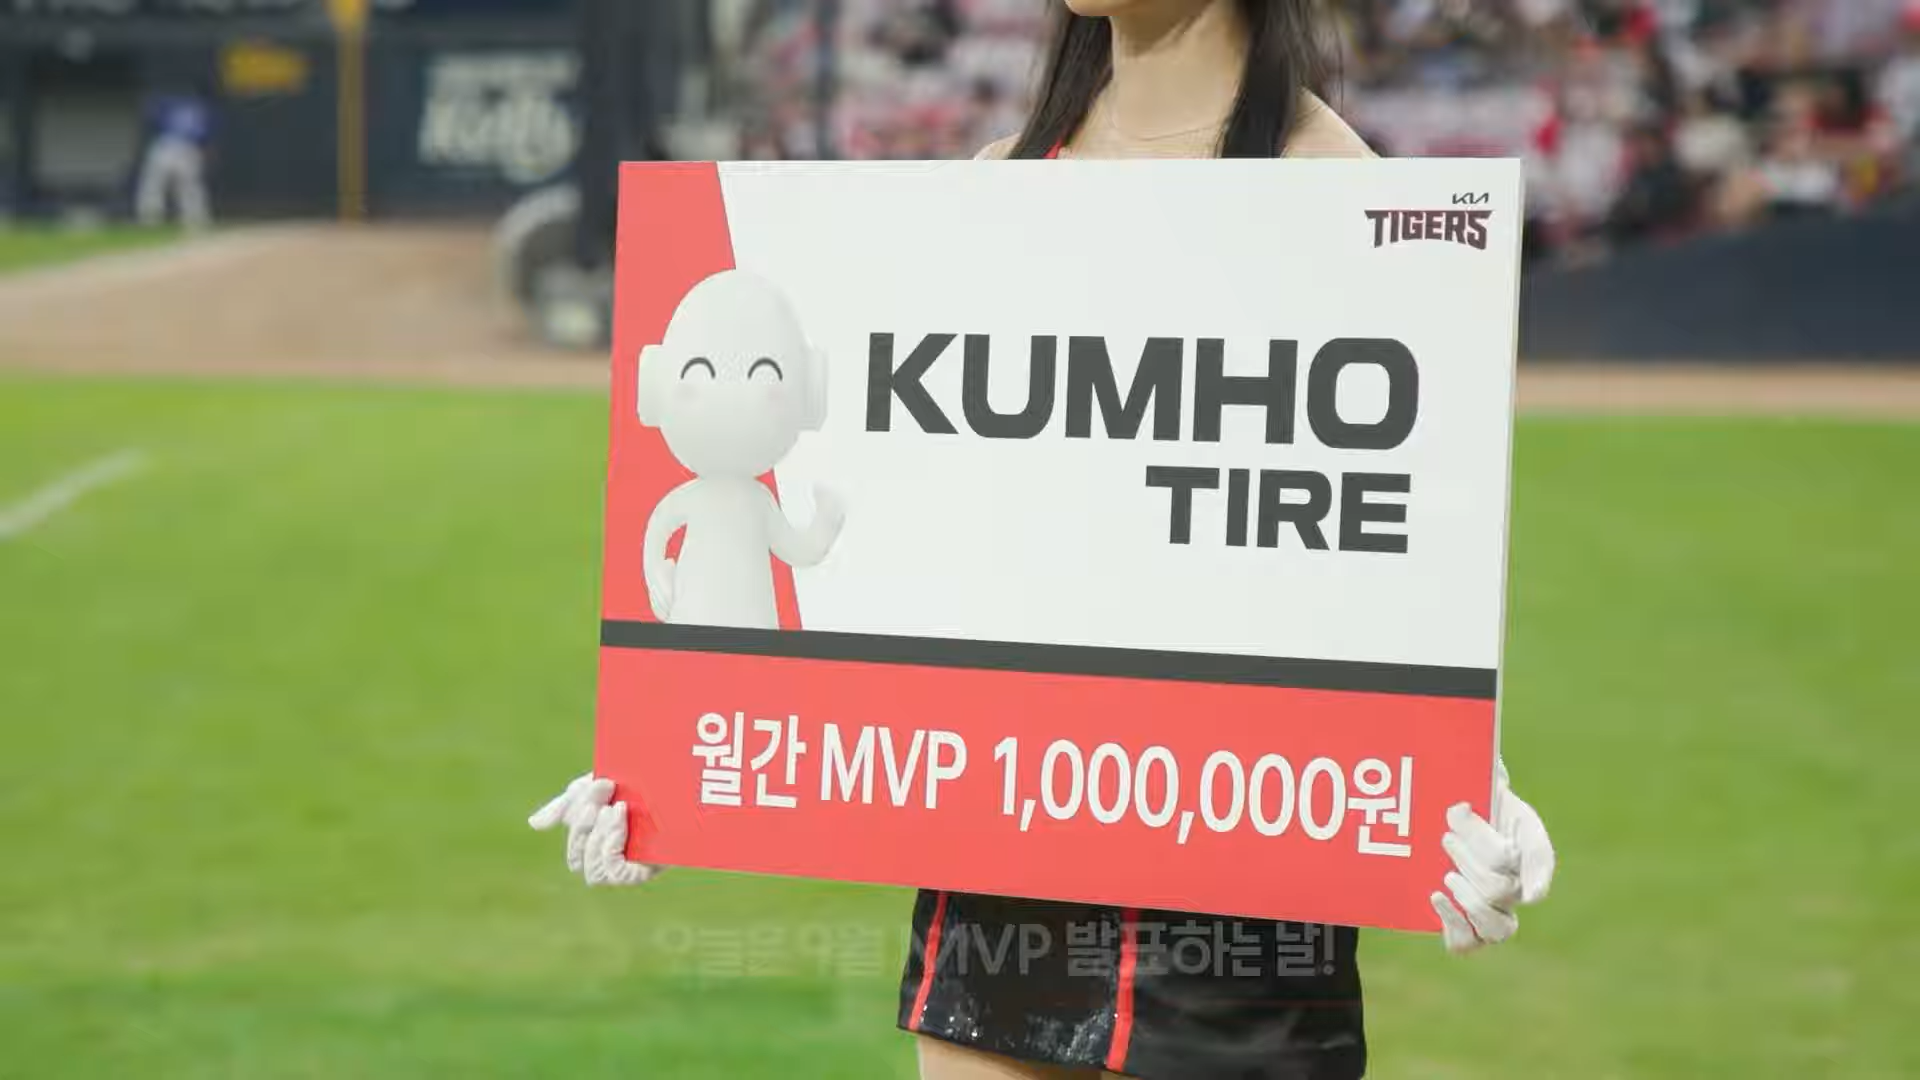 KIA
TIGERS
KUMHO
TIRE
월간 MVP 1,000,000원
오늘은 9월 MVP 발표하는 날!
Kelly